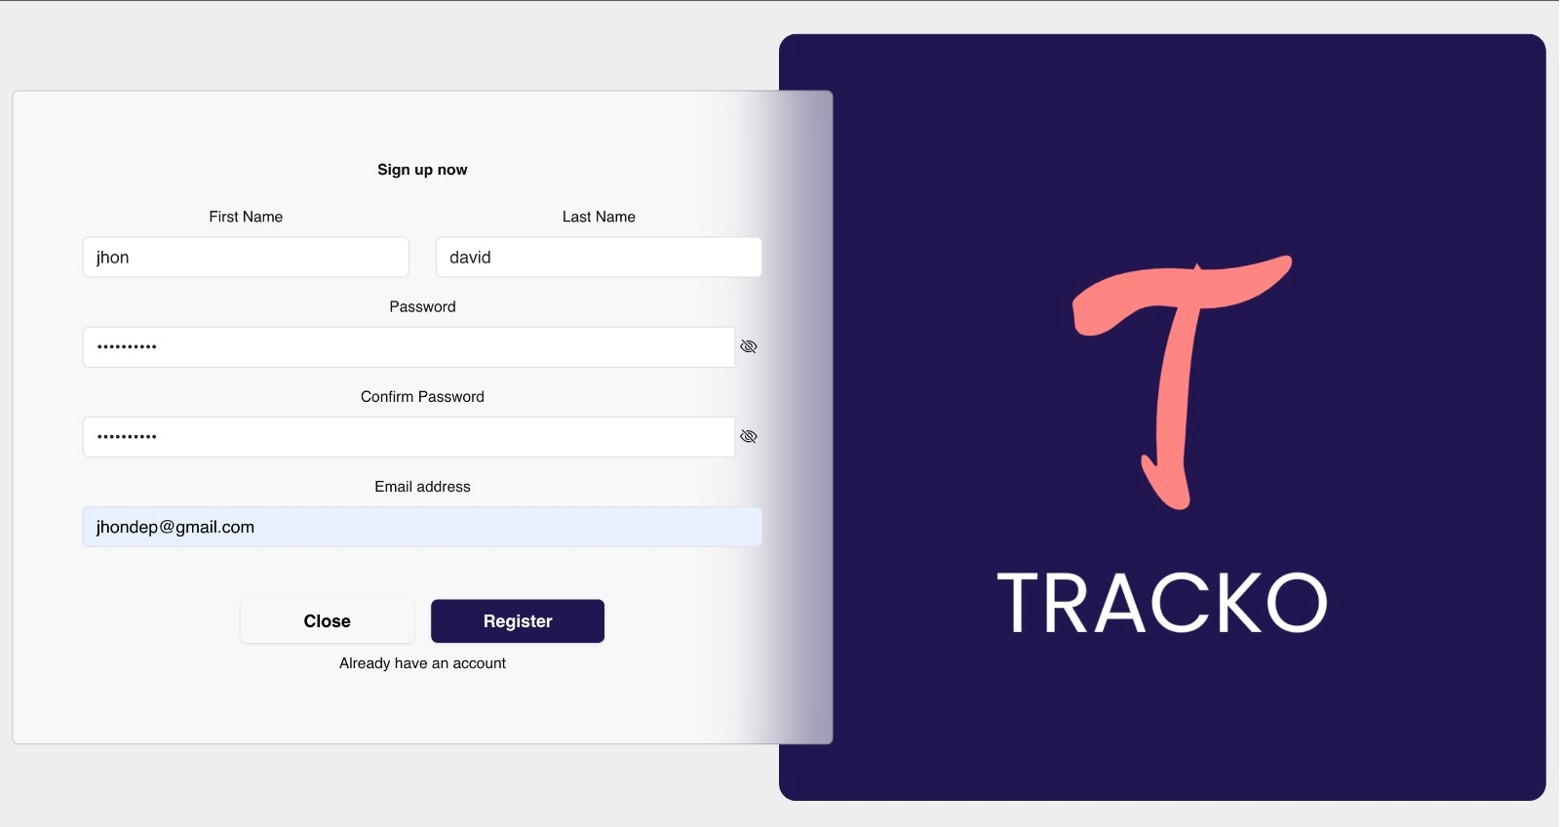 Sign up now
First Name
Last Name
jhon
david
Password
••••••••••
Confirm Password
••••••••••
Email address
jhondep@gmail.com
Close
Register
Already have an account
T
TRACKO